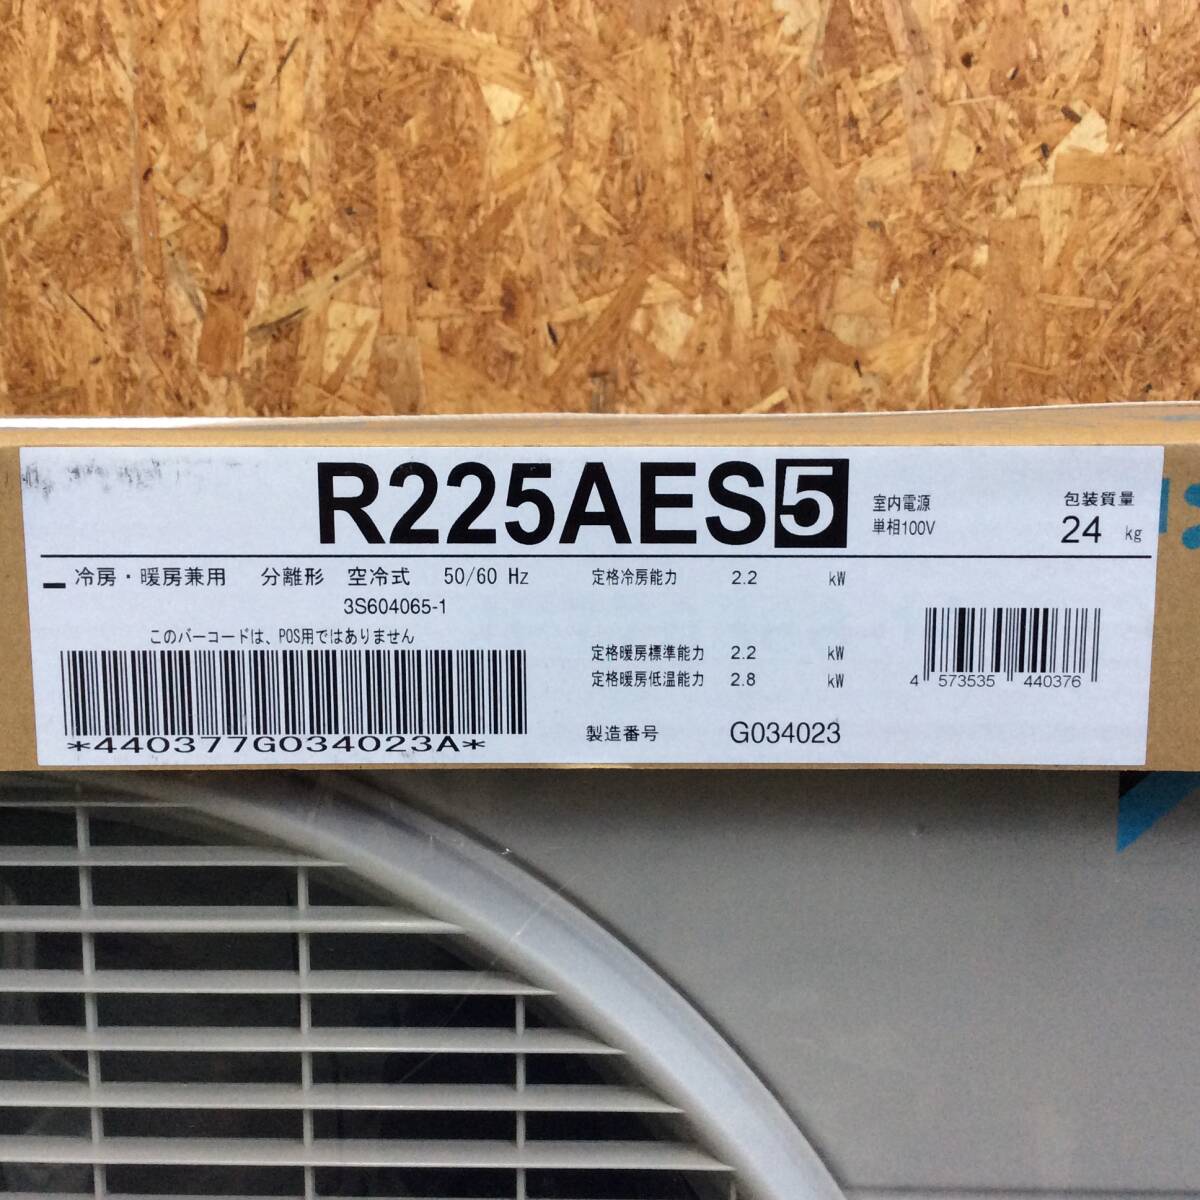 R225AES5
室内電源
単相100V
包装質量
24 kg
冷房・暖房兼用 分離形 空冷式 50/60 Hz
3S604065-1
このバーコードは、POS用ではありません
*440377G034023A*
定格冷房能力 2.2 kW
定格暖房標準能力 2.2 kW
定格暖房低温能力 2.8 kW
製造番号 G034023
4 573535 440376